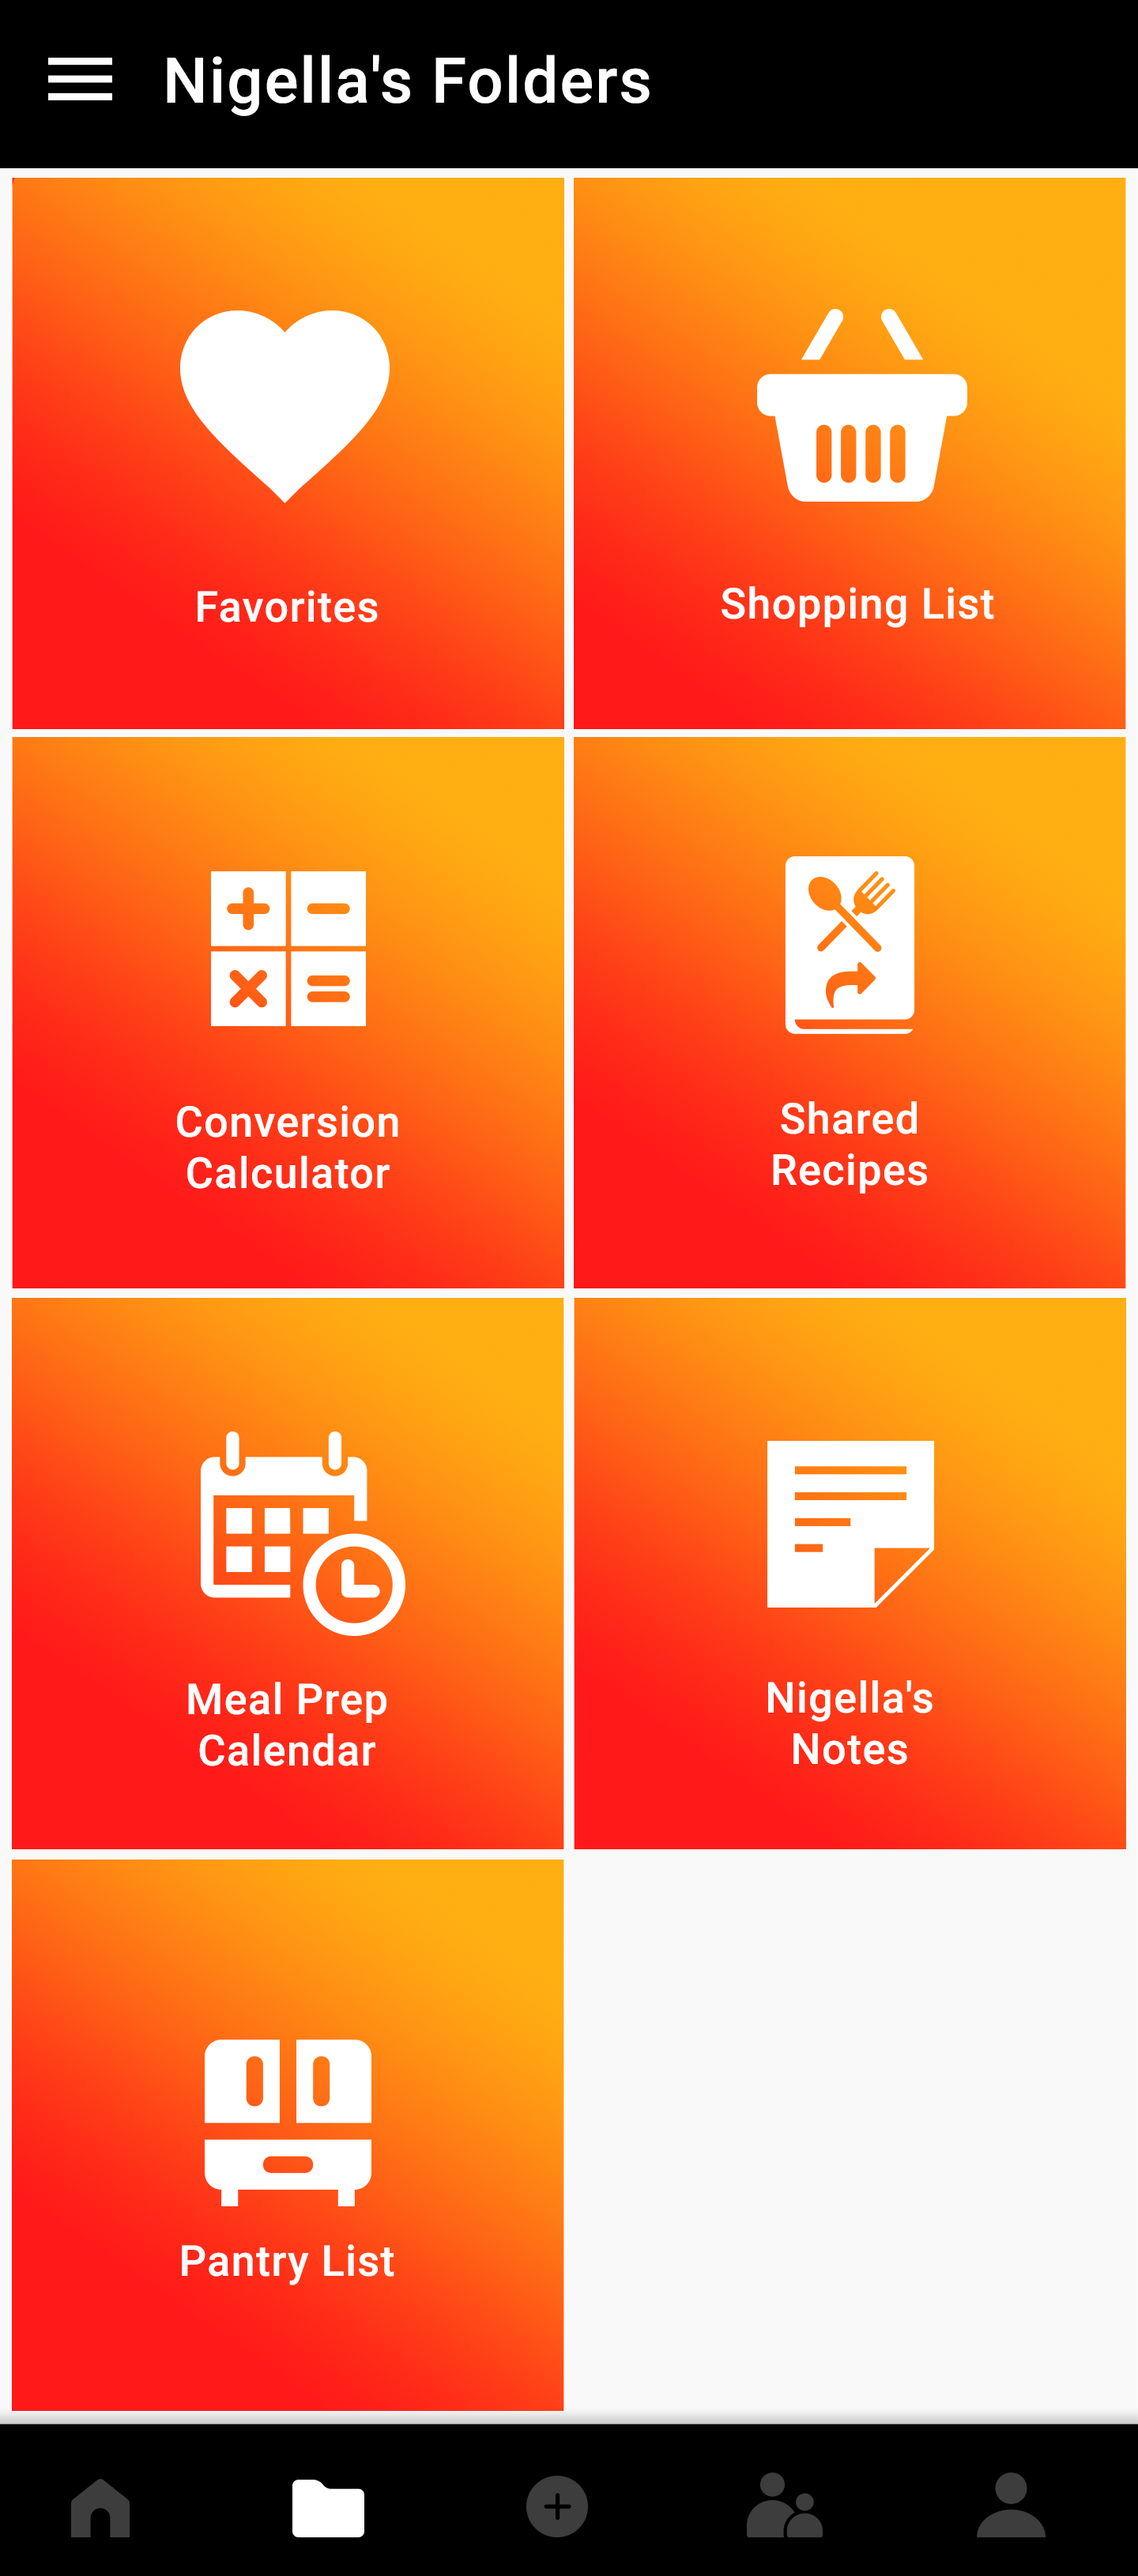 Nigella's Folders
Favorites
Shopping List
Conversion
Calculator
Shared
Recipes
Meal Prep
Calendar
Nigella's
Notes
Pantry List